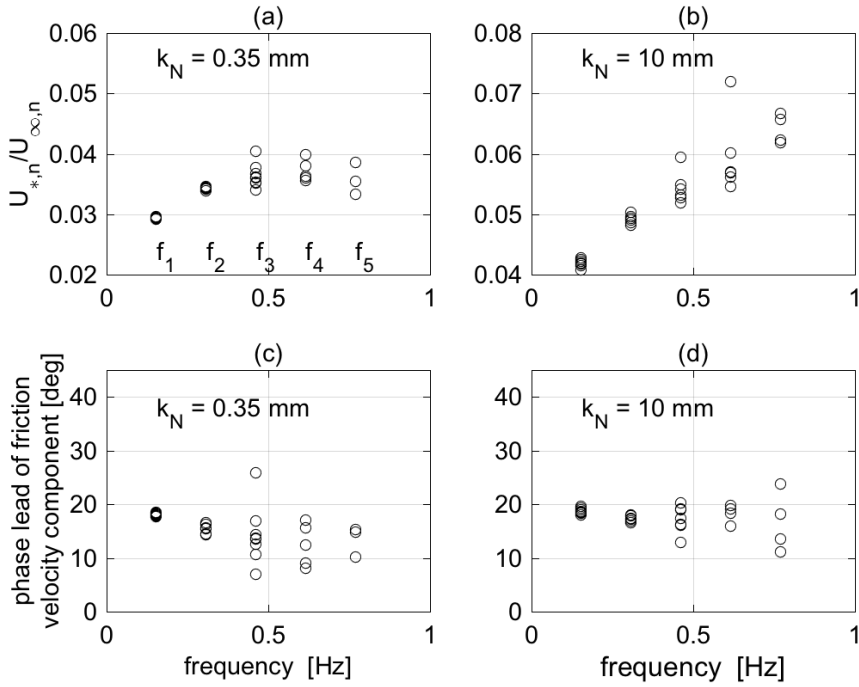 (a)
(b)
U*,n/U∞,n
0.06
0.05
0.04
0.03
0.02
k_N = 0.35 mm
f_1 f_2 f_3 f_4 f_5
0 0.5 1
0.08
0.07
0.06
0.05
0.04
k_N = 10 mm
0 0.5 1
(c)
(d)
phase lead of friction
velocity component [deg]
40
30
20
10
0
k_N = 0.35 mm
0 0.5 1
frequency [Hz]
40
30
20
10
0
k_N = 10 mm
0 0.5 1
frequency [Hz]